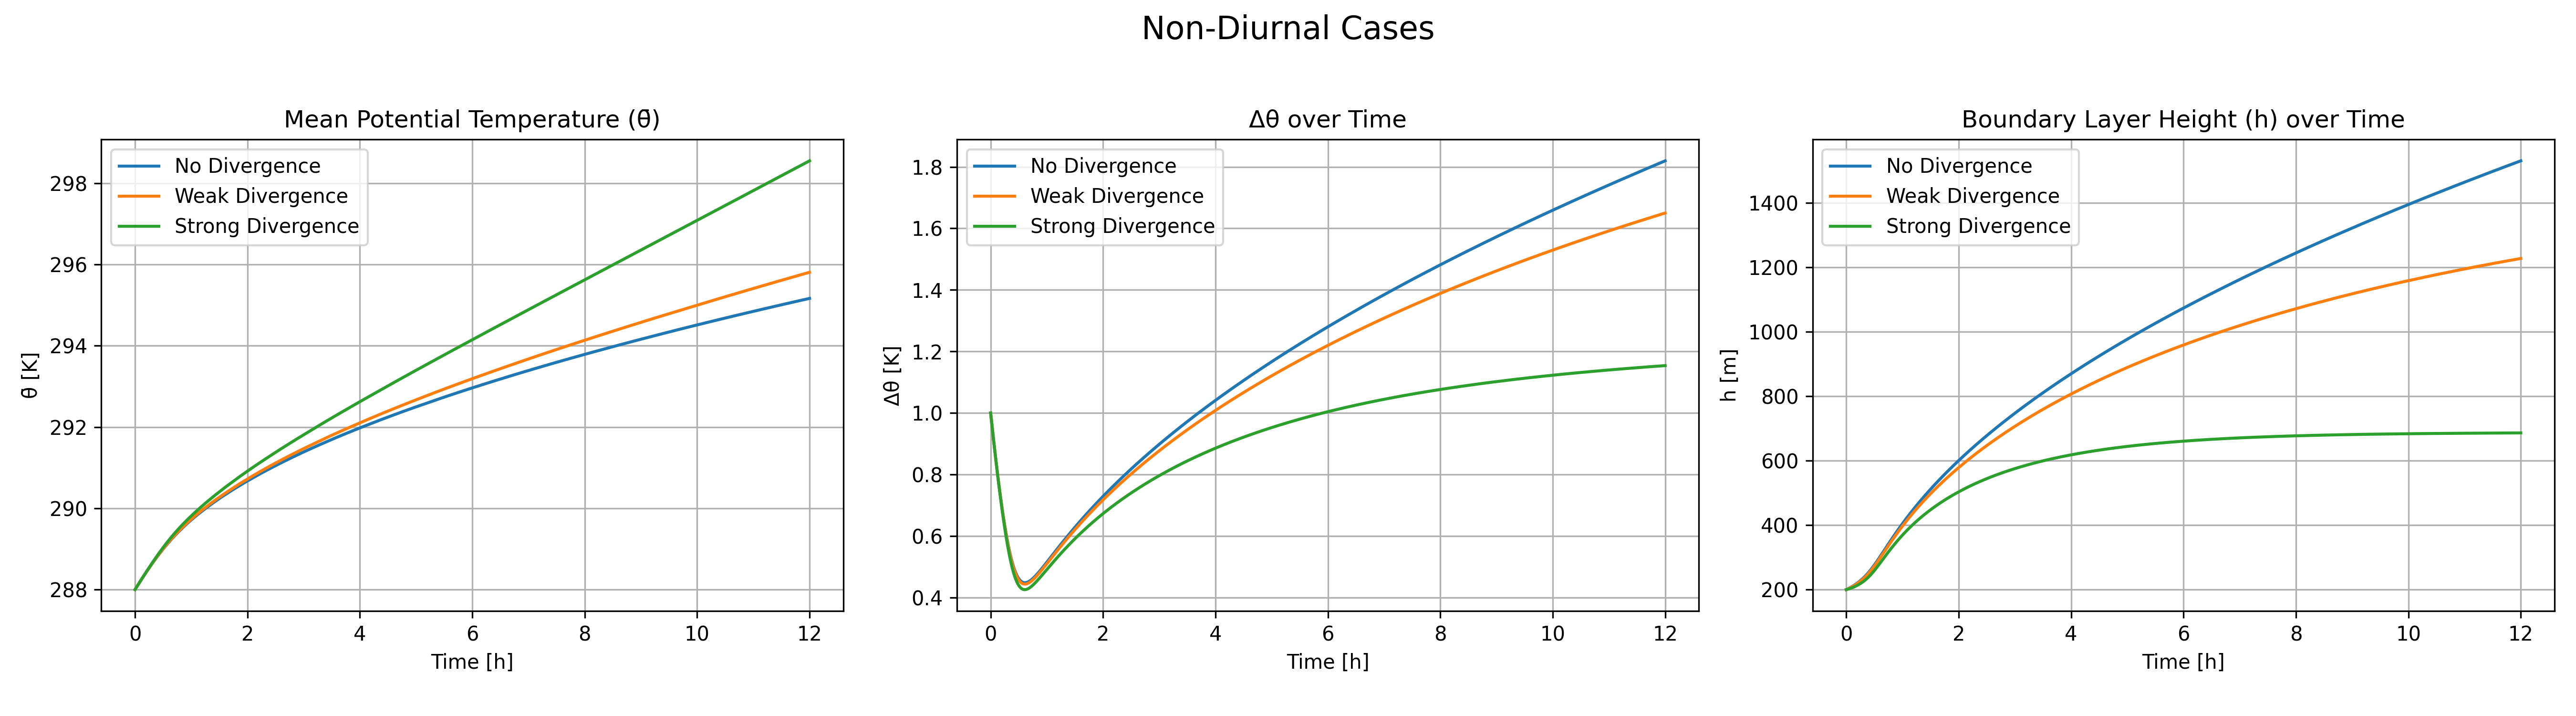 Non-Diurnal Cases
Mean Potential Temperature (θ̄)
No Divergence
Weak Divergence
Strong Divergence
θ̄ [K]
298
296
294
292
290
288
0 2 4 6 8 10 12
Time [h]
Δθ over Time
No Divergence
Weak Divergence
Strong Divergence
Δθ [K]
1.8
1.6
1.4
1.2
1.0
0.8
0.6
0.4
0 2 4 6 8 10 12
Time [h]
Boundary Layer Height (h) over Time
No Divergence
Weak Divergence
Strong Divergence
h [m]
1400
1200
1000
800
600
400
200
0 2 4 6 8 10 12
Time [h]